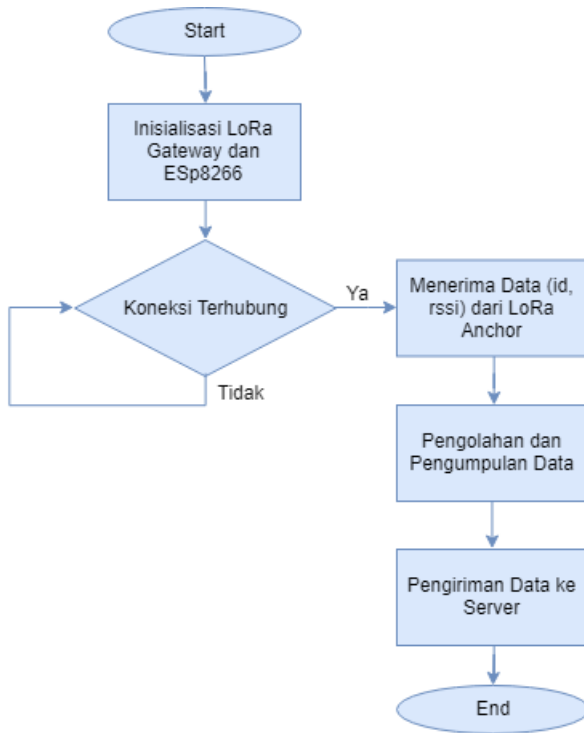 Start
Inisialisasi LoRa
Gateway dan
ESp8266
Koneksi Terhubung
Ya
Tidak
Menerima Data (id,
rssi) dari LoRa
Anchor
Pengolahan dan
Pengumpulan Data
Pengiriman Data ke
Server
End